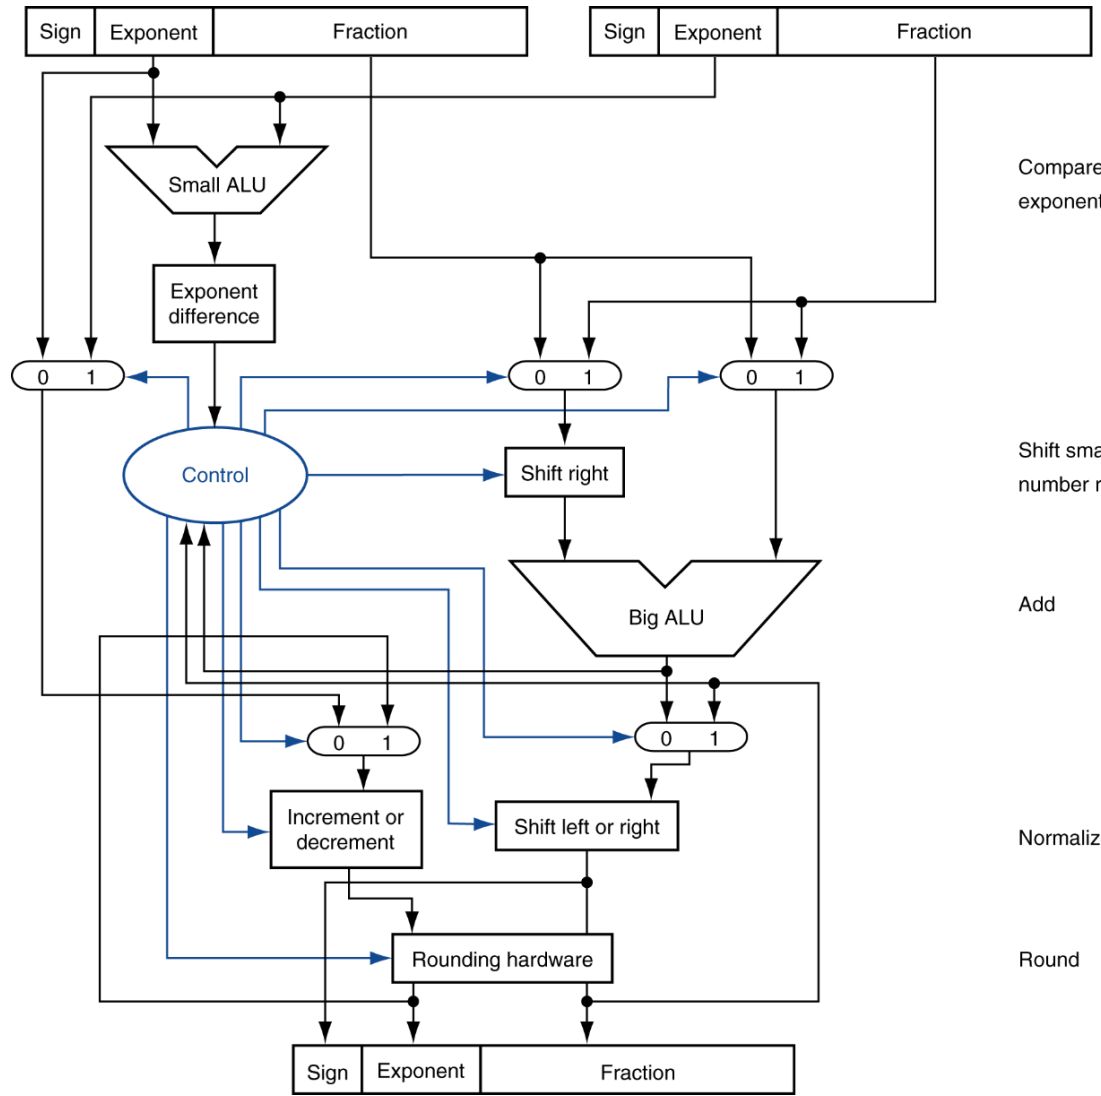 Sign Exponent Fraction Sign Exponent Fraction
Small ALU
Compare
exponent
Exponent
difference
0 1
0 1
0 1
Control
Shift right
Shift sma
number r
Big ALU
Add
0 1
0 1
Increment or
decrement
Shift left or right
Normaliz
Rounding hardware
Round
Sign Exponent Fraction